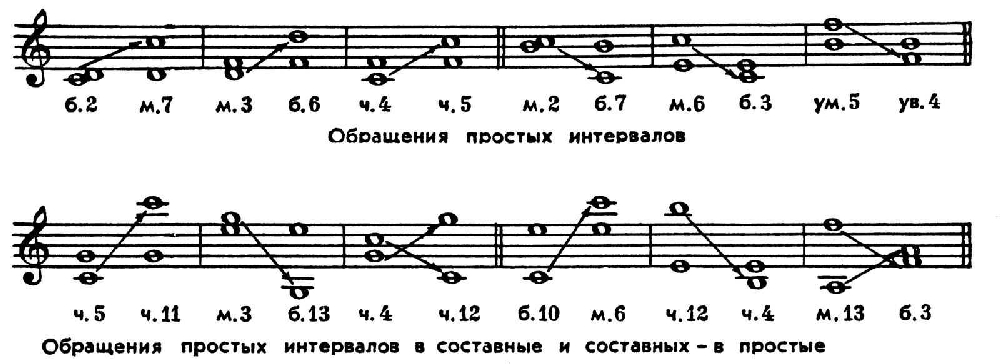 б.2 м.7 м.3 б.6 ч.4 ч.5 м.2 б.7 м.6 б.3 ум.5 ув.4
Обращения простых интервалов
ч.5 ч.11 м.3 б.13 ч.4 ч.12 б.10 м.6 ч.12 ч.4 м.13 б.3
Обращения простых интервалов в составные и составных – в простые